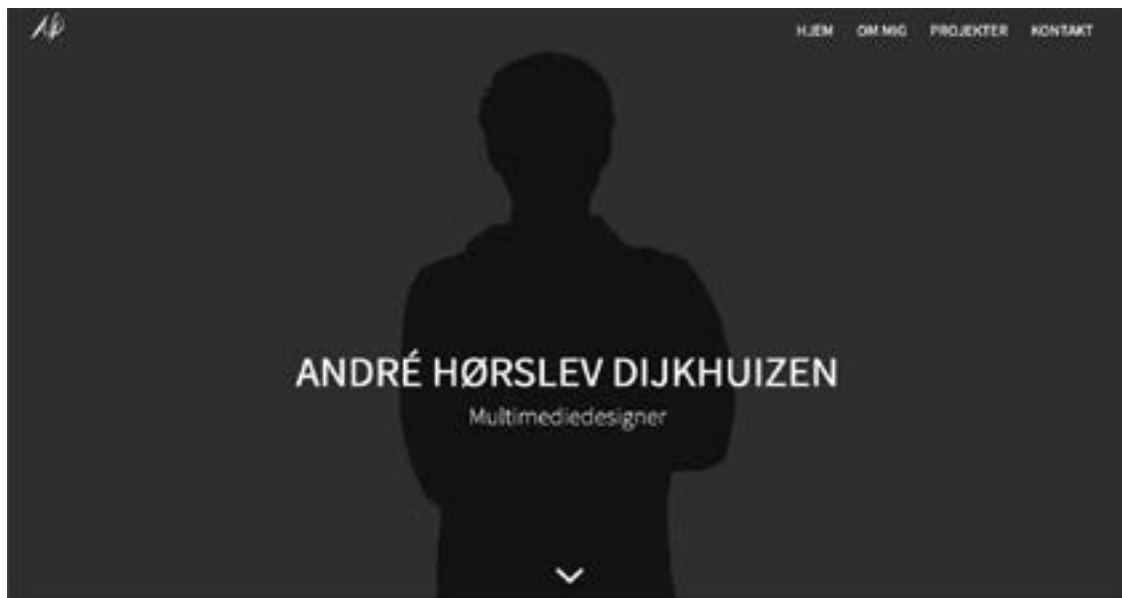 HJEM OM MIG PROJEKTER KONTAKT
ANDRÉ HØRSLEV DIJKHUIZEN
Multimediedesigner